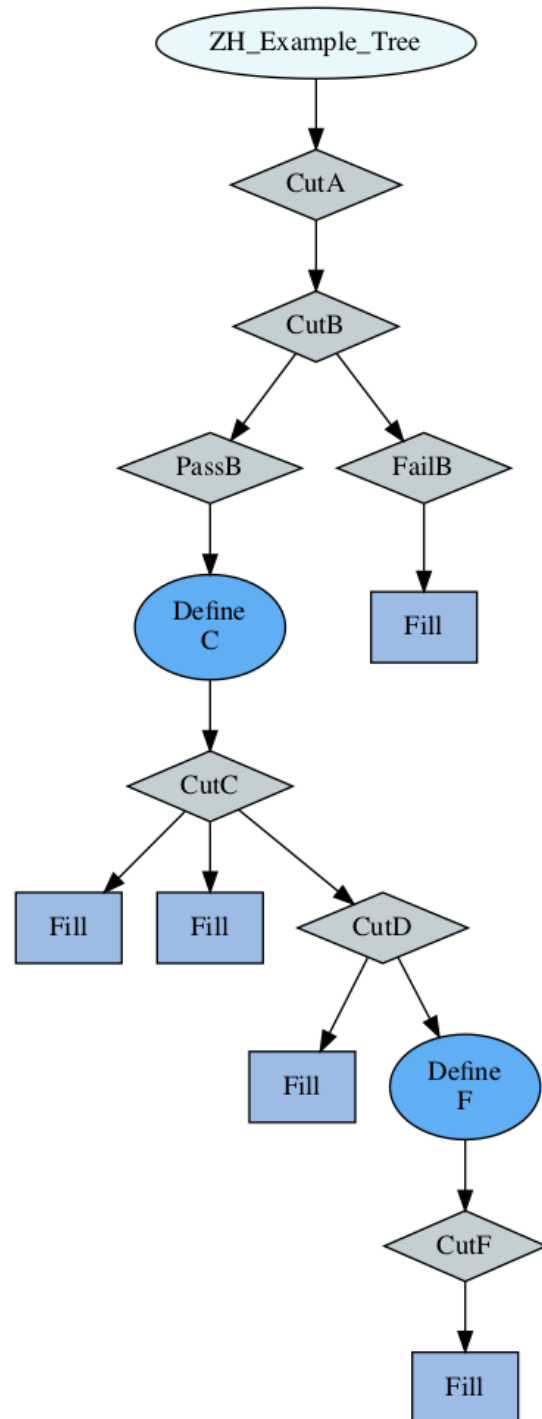 ZH_Example_Tree
CutA
CutB
PassB
FailB
Define
C
Fill
CutC
Fill
Fill
CutD
Fill
Define
F
CutF
Fill